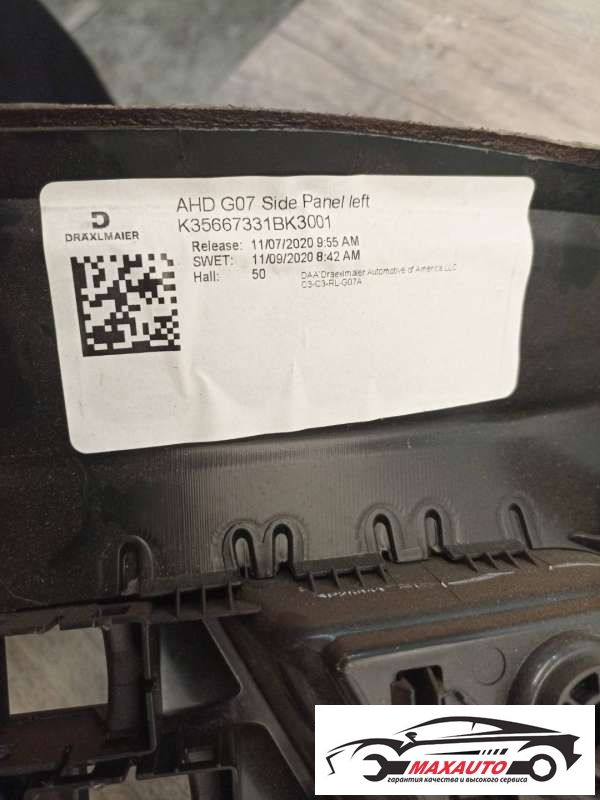 DRÄXLMAIER
AHD G07 Side Panel left
K35667331BK3001
Release: 11/07/2020 9:55 AM
SWET: 11/09/2020 8:42 AM
Hall: 50
DAA Draexlmaier Automotive of America LLC
C3-C3-RL-G07A
MAXAUTO
гарантия качества и высокого сервиса